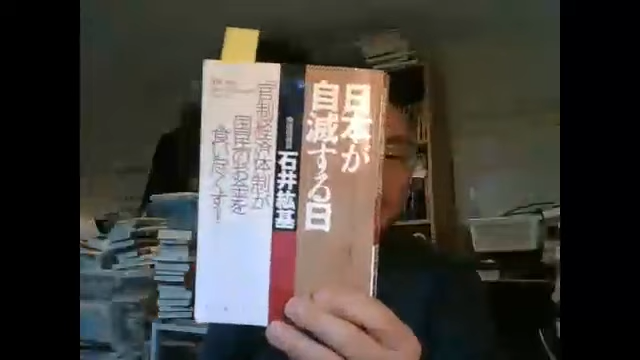 日本が
自滅する日
石井紘基
「官制経済体制」が
国民のお金を
食い尽くす!